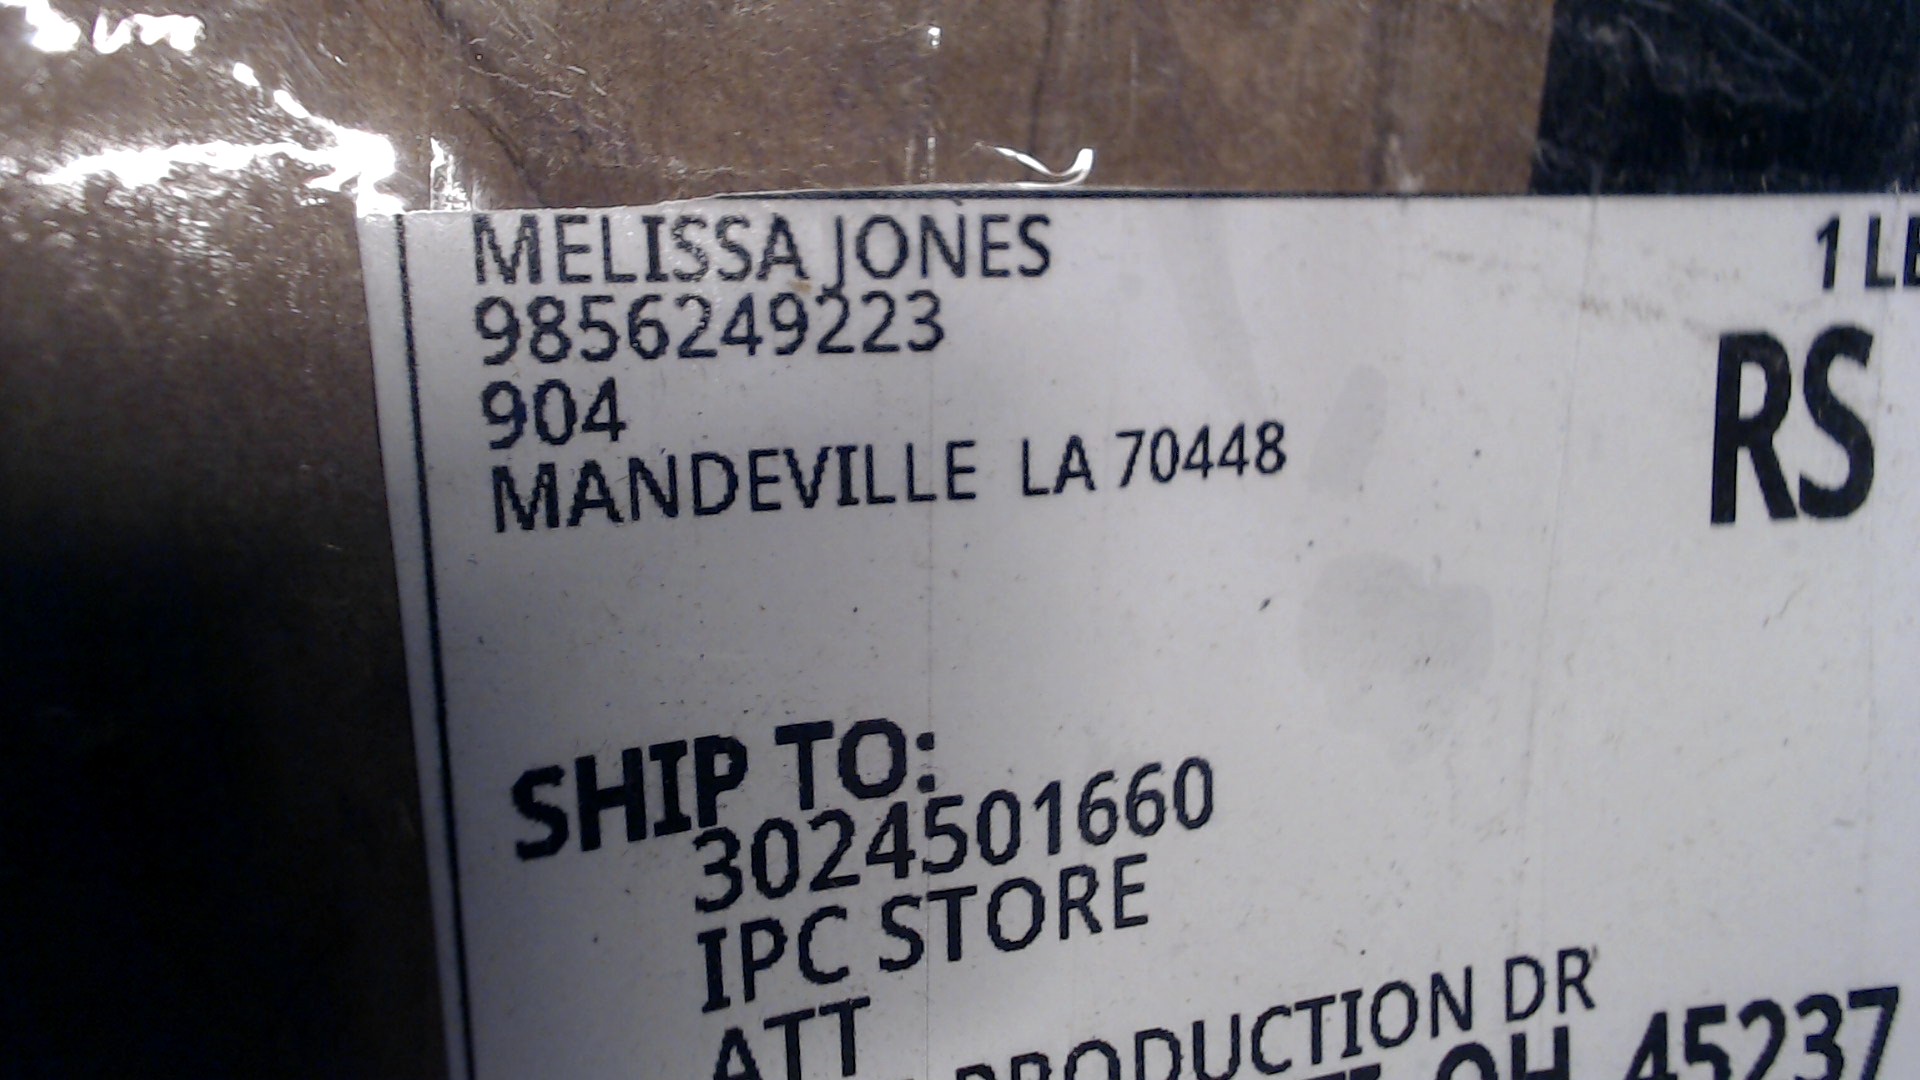 MELISSA JONES
9856249223
904
MANDEVILLE LA 70448
1 L
RS
SHIP TO:
3024501660
IPC STORE
ATT
PRODUCTION DR
OH 45237